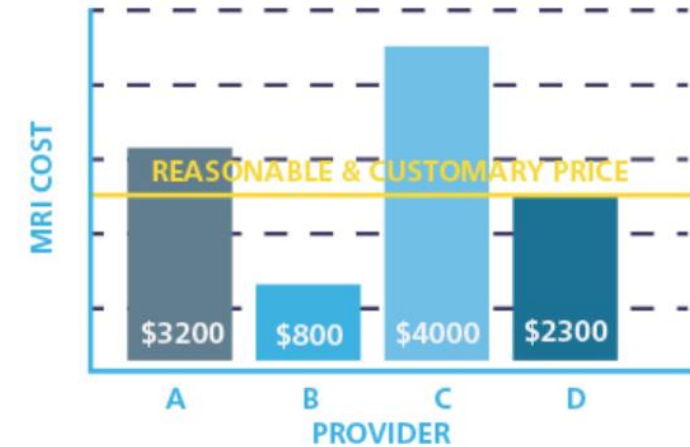 MRI COST
REASONABLE & CUSTOMARY PRICE
$3200 $800 $4000 $2300
A B C D
PROVIDER